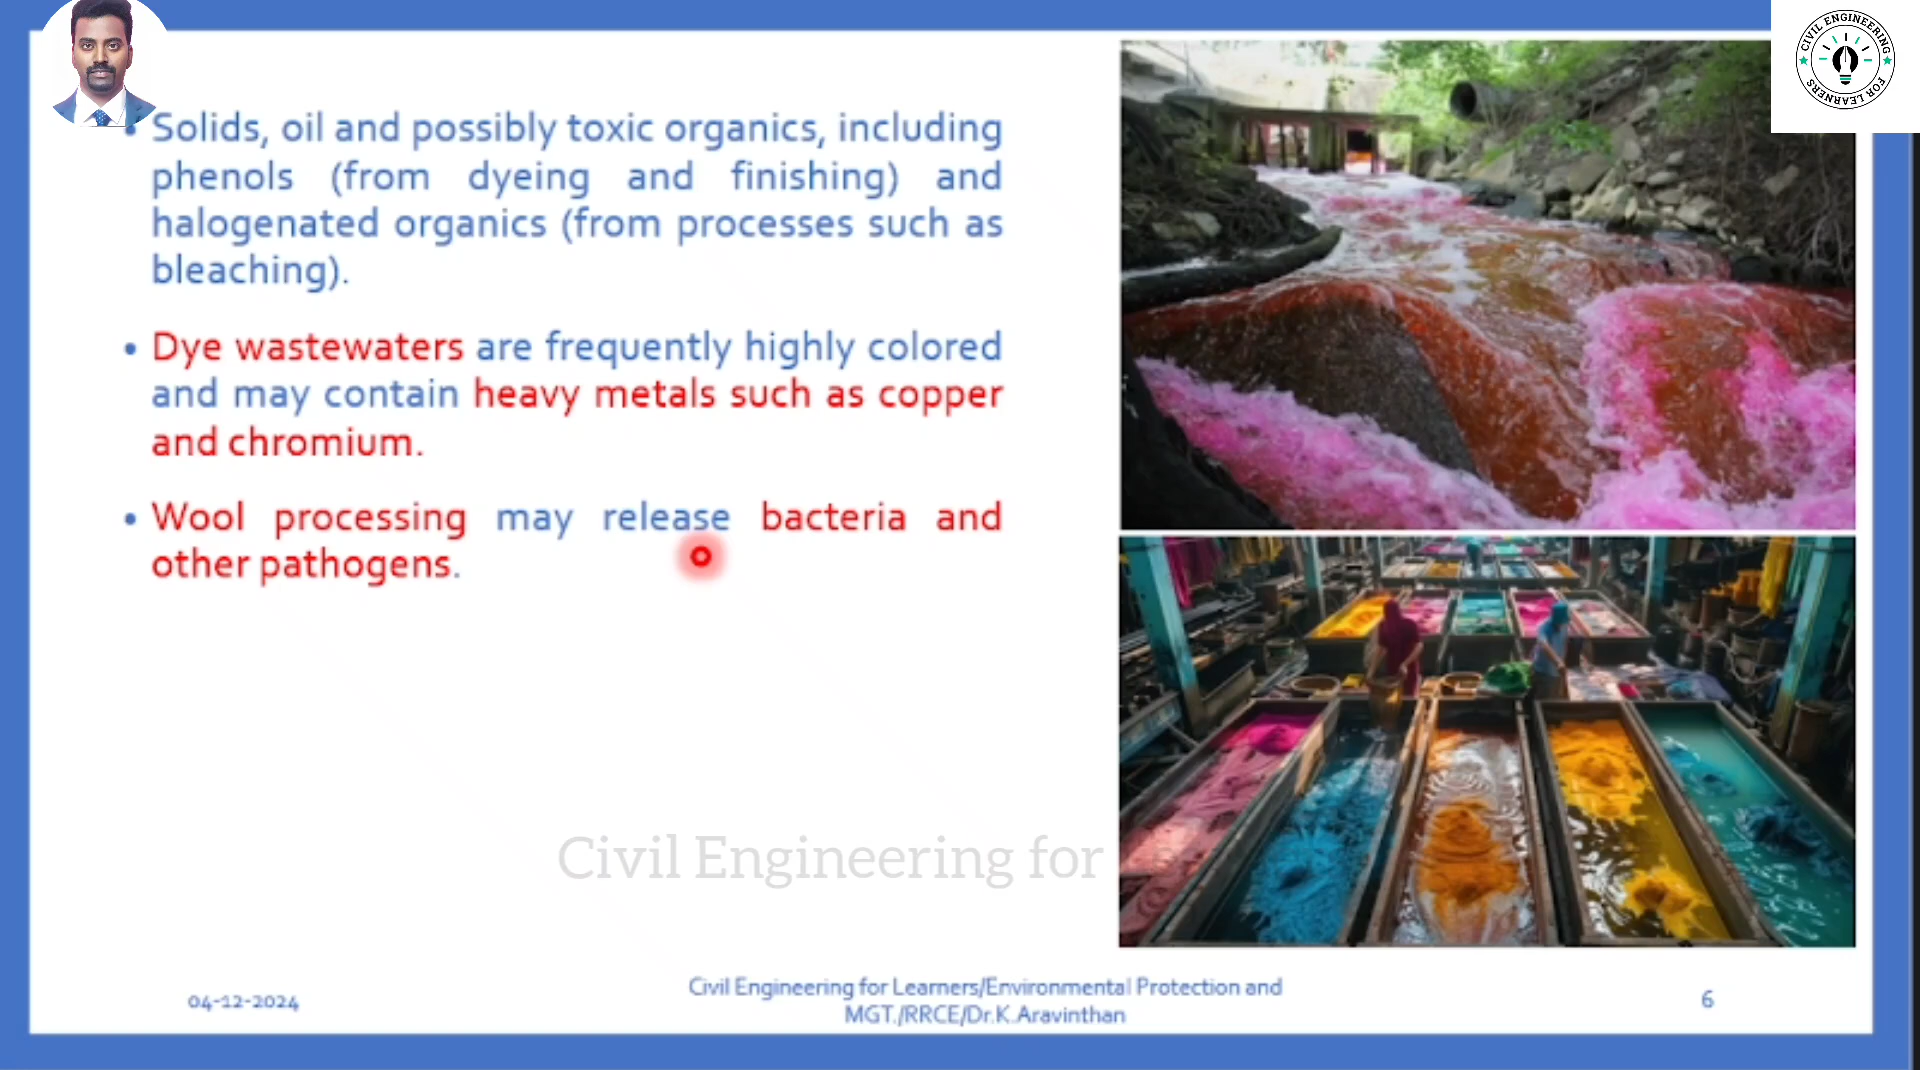 CIVIL ENGINEERING
FOR LEARNERS
• Solids, oil and possibly toxic organics, including
phenols (from dyeing and finishing) and
halogenated organics (from processes such as
bleaching).
• Dye wastewaters are frequently highly colored
and may contain heavy metals such as copper
and chromium.
• Wool processing may release bacteria and
other pathogens.
Civil Engineering for
04-12-2024
Civil Engineering for Learners/Environmental Protection and
MGT./RRCE/Dr.K.Aravinthan
6